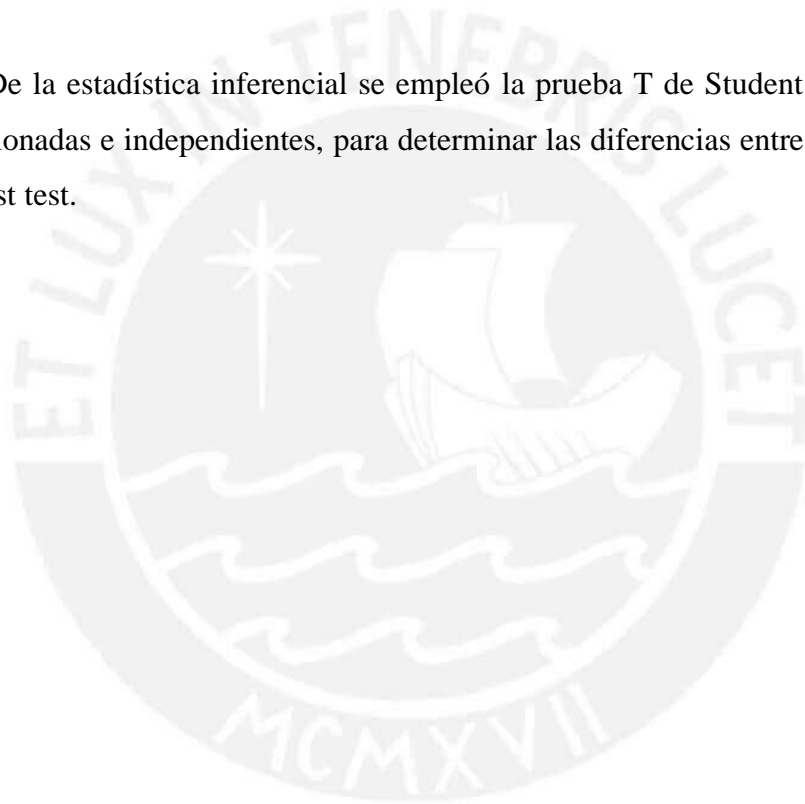 De la estadística inferencial se empleó la prueba T de Student
ionadas e independientes, para determinar las diferencias entre
st test.
ET LUX IN TENEBRIS LUCET
MCMXVII